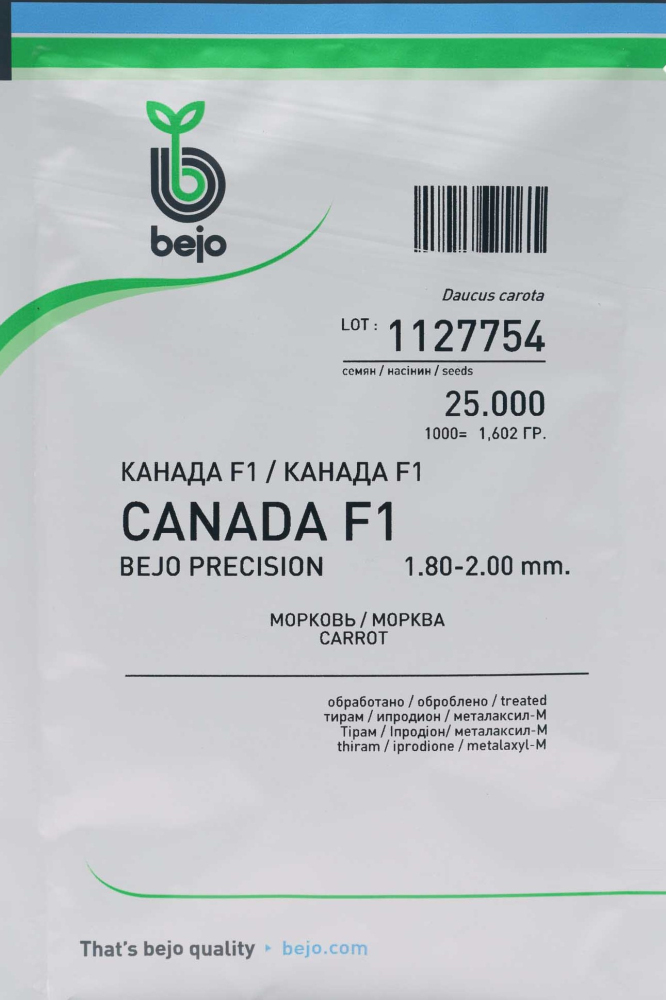 bejo
Daucus carota
LOT : 1127754
семян / насінин / seeds
25.000
1000= 1,602 ГР.
КАНАДА F1 / КАНАДА F1
CANADA F1
BEJO PRECISION 1.80-2.00 mm.
МОРКОВЬ / МОРКВА
CARROT
обработано / оброблено / treated
тирам / ипродион / металаксил-М
Тірам / Іпродіон/ металаксил-М
thiram / iprodione / metalaxyl-M
That's bejo quality ‣ bejo.com